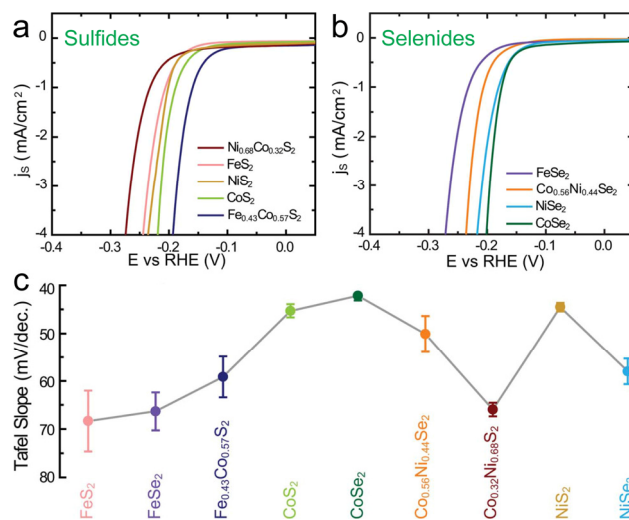 a
Sulfides
0
-1
-2
-3
-4
jₛ (mA/cm²)
Ni₀.₆₈Co₀.₃₂S₂
FeS₂
NiS₂
CoS₂
Fe₀.₄₃Co₀.₅₇S₂
-0.4 -0.3 -0.2 -0.1 0.0
E vs RHE (V)
b
Selenides
0
-1
-2
-3
-4
jₛ (mA/cm²)
FeSe₂
Co₀.₅₆Ni₀.₄₄Se₂
NiSe₂
CoSe₂
-0.4 -0.3 -0.2 -0.1 0.
E vs RHE (V)
c
40
50
60
70
80
Tafel Slope (mV/dec.)
FeS₂
FeSe₂
Fe₀.₄₃Co₀.₅₇S₂
CoS₂
CoSe₂
Co₀.₅₆Ni₀.₄₄Se₂
Co₀.₃₂Ni₀.₆₈S₂
NiS₂
NiSe₂